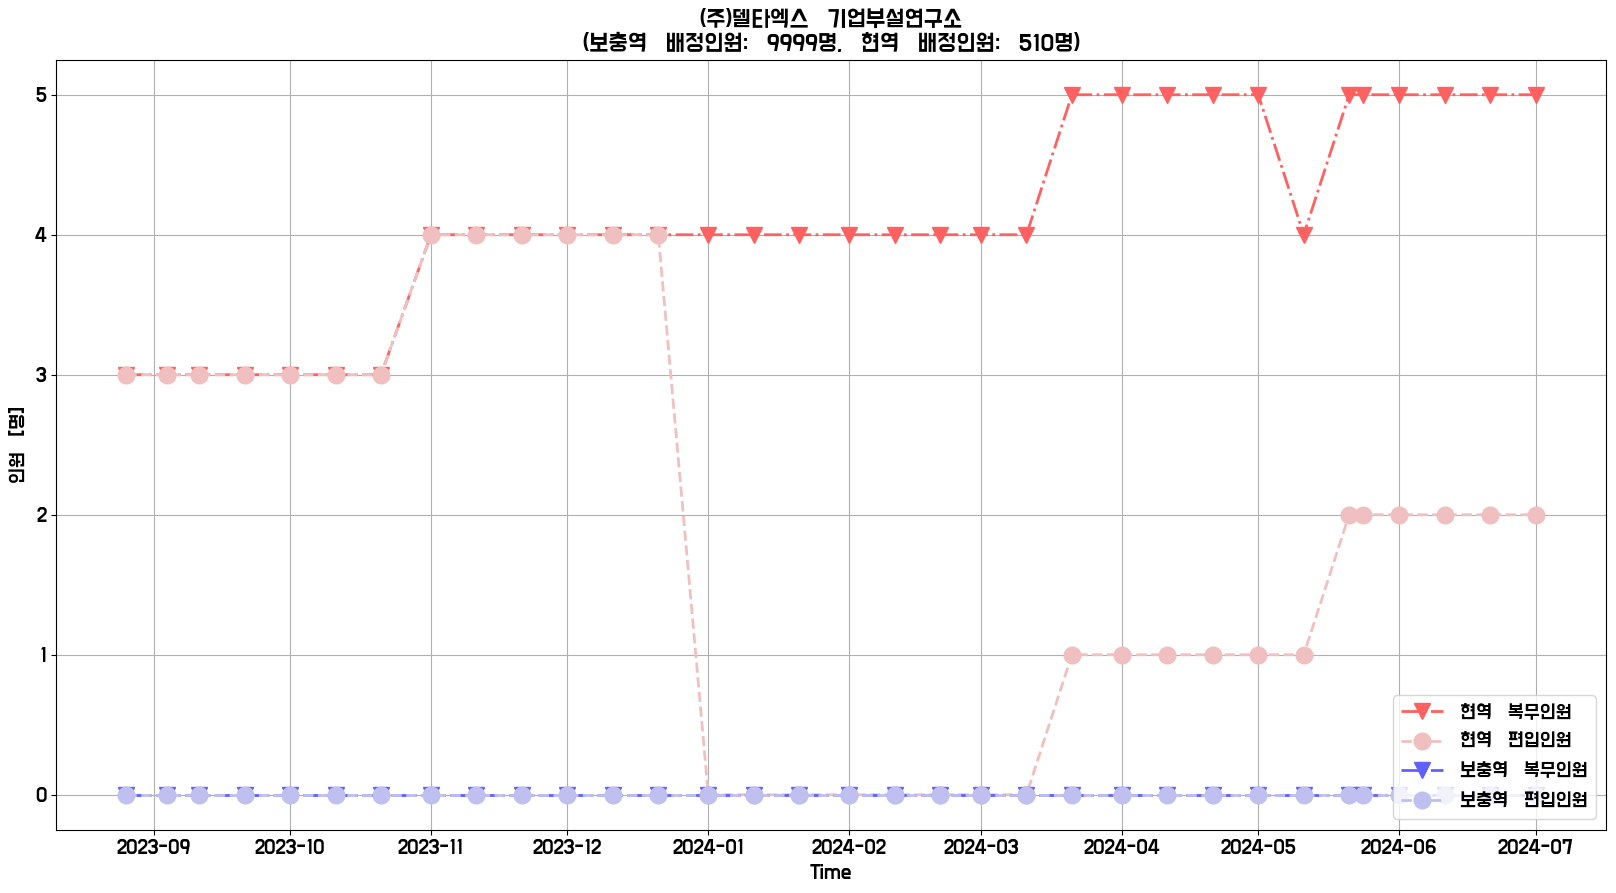 (주)델타엑스 기업부설연구소
(보충역 배정인원: 9999명, 현역 배정인원: 510명)
5
4
3
2
1
0
인원 [명]
2023-09 2023-10 2023-11 2023-12 2024-01 2024-02 2024-03 2024-04 2024-05 2024-06 2024-07
Time
현역 복무인원
현역 편입인원
보충역 복무인원
보충역 편입인원